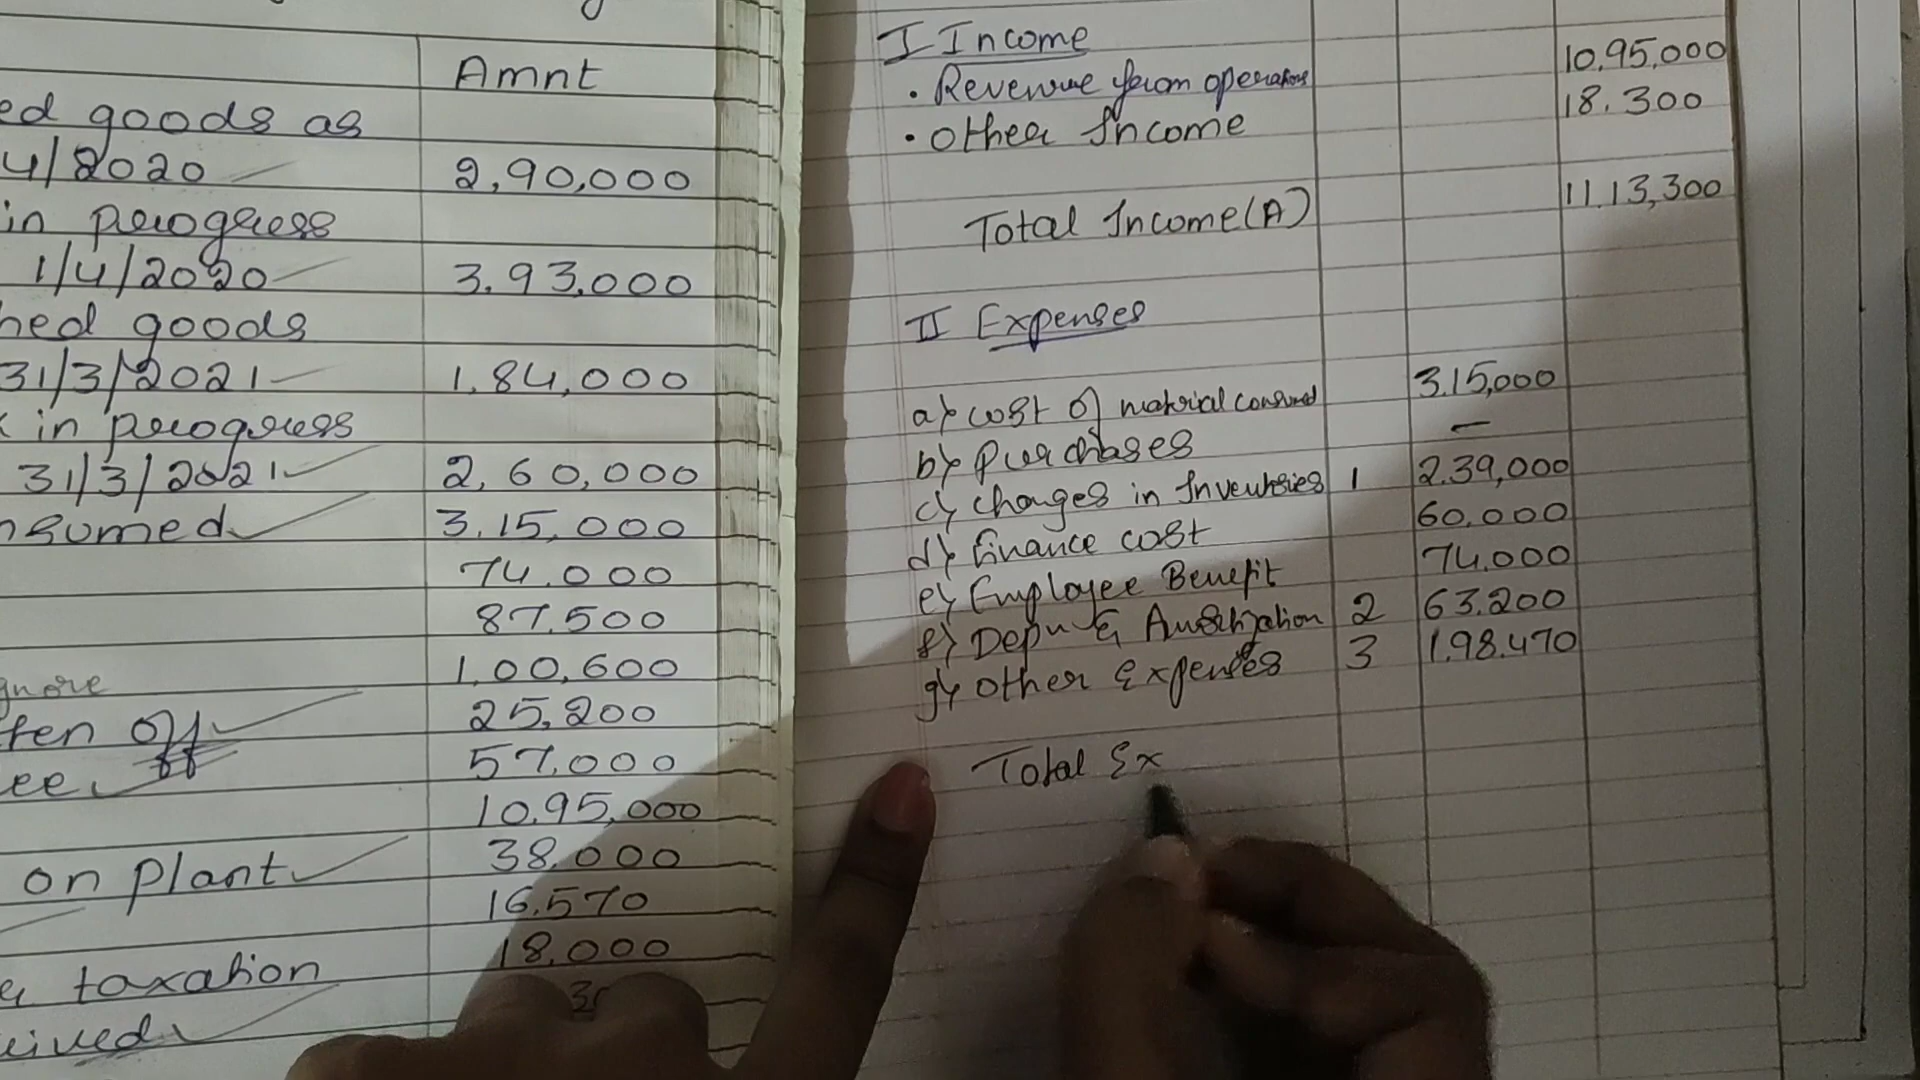 Amnt
ed goods as
4/2020 2,90,000
in progress
1/4/2020 3.93,000
hed goods
31/3/2021 1,84,000
in progress
31/3/2021 2,60,000
nsumed 3.15,000
74.000
87.500
1,00,600
gnore
ten off 25,200
ee 57,000
10,95,000
on plant 38.000
16.570
18,000
taxation
eived
I Income
• Revenue from operations 10.95,000
• Other Income 18.300
Total Income(A) 11.13,300
II Expenses
a) cost of material consumed 3.15,000
b) Purchases —
c) changes in Inventories 1 2.39,000
d) Finance cost 60,000
e) Employee Benefit 74.000
f) Depn & Amortization 2 63.200
g) Other Expenses 3 1.98.470
Total Ex